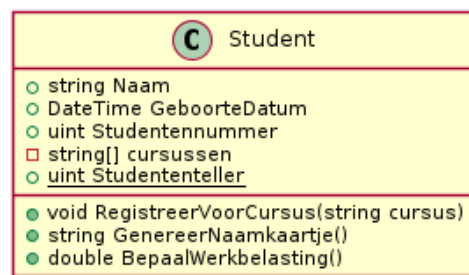 C Student
string Naam
DateTime GeboorteDatum
uint Studentennummer
string[] cursussen
uint Studententeller
void RegistreerVoorCursus(string cursus)
string GenereerNaamkaartje()
double BepaalWerkbelasting()